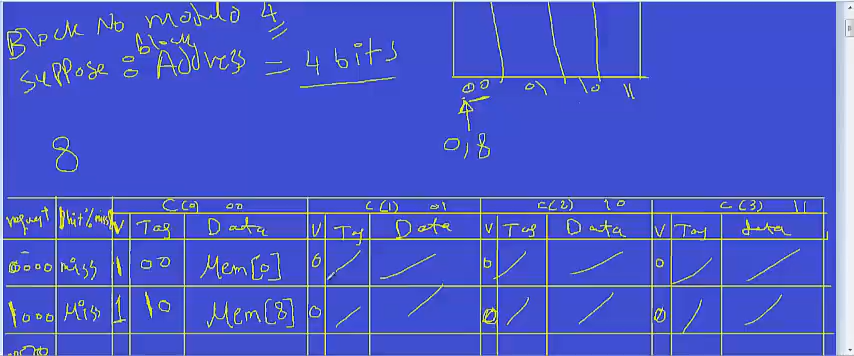 Block No modulo 4
suppose : block Address = 4 bits
00 01 10 11
0,8
8
C(0) 00 C(1) 01 C(2) 10 C(3) 11
request hit/miss V Tag Data V Tag Data V Tag Data V Tag data
0000 miss 1 00 Mem[0] 0 0 0
1000 Miss 1 10 Mem[8] 0 0 0